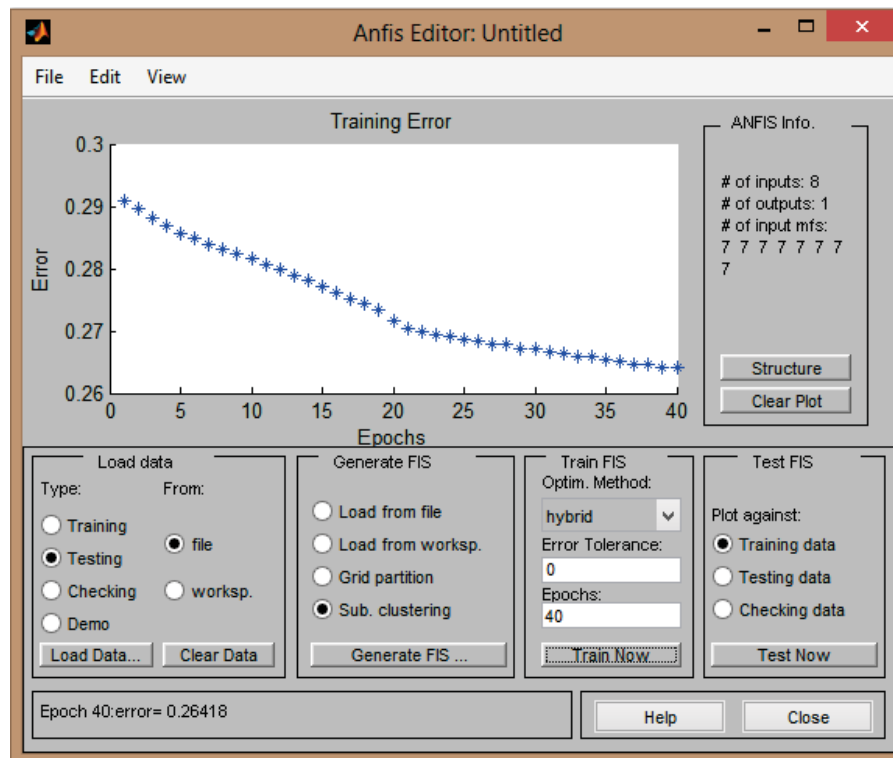 Anfis Editor: Untitled
File Edit View
Training Error
0.3
0.29
0.28
0.27
0.26
Error
0 5 10 15 20 25 30 35 40
Epochs
ANFIS Info.
# of inputs: 8
# of outputs: 1
# of input mfs:
7 7 7 7 7 7 7
7
Structure
Clear Plot
Load data
Type: From:
Training
Testing
Checking
Demo
file
worksp.
Load Data... Clear Data
Generate FIS
Load from file
Load from worksp.
Grid partition
Sub. clustering
Generate FIS ...
Train FIS
Optim. Method:
hybrid
Error Tolerance:
0
Epochs:
40
Train Now
Test FIS
Plot against:
Training data
Testing data
Checking data
Test Now
Epoch 40:error= 0.26418
Help Close